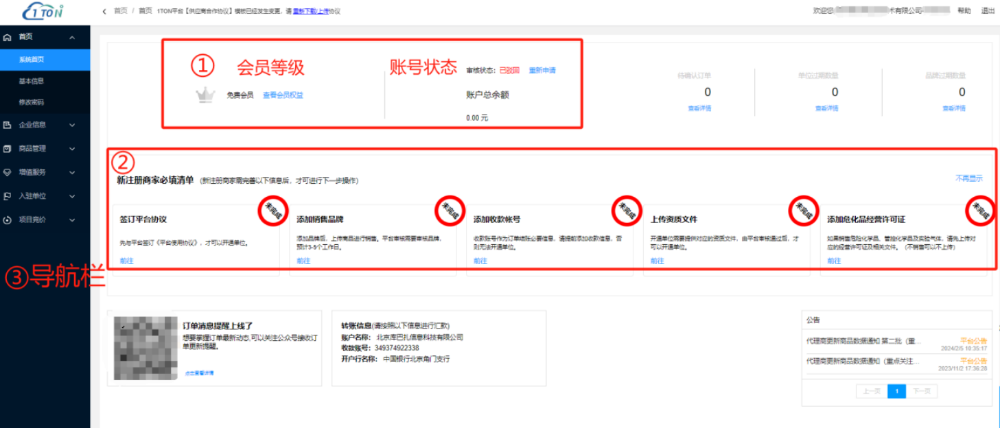 1TON
首页 / 首页 1TON平台【供应商合作协议】模板已经发生变更，请 重新下载/上传协议
欢迎您
术有限公司
帮助 退出
首页
系统首页
基本信息
修改密码
企业信息
商品管理
增值服务
入驻单位
项目竞价
③导航栏
① 会员等级
免费会员 查看会员权益
账号状态 审核状态：已驳回 重新申请
账户总余额
0.00 元
待确认订单
0
查看详情
单位过期数量
0
查看详情
品牌过期数量
0
查看详情
②
新注册商家必填清单 (新注册商家需完善以下信息后，才可进行下一步操作)
不再显示
签订平台协议
未完成
先与平台签订《平台使用协议》，才可以开通单位。
前往
添加销售品牌
未完成
添加品牌后，上传商品进行销售。平台审核需要审核品牌，
预计3-5个工作日。
前往
添加收款帐号
未完成
收款账号作为订单结账必要信息，请提前添加收款信息，否
则无法开通单位。
前往
上传资质文件
未完成
开通单位需要提供对应的资质文件，由平台审核通过后，才
可以开通单位。
前往
添加危化品经营许可证
未完成
如果销售危险化学品、管控化学品及实验气体，请先上传对
应的经营许可证及相关文件。（不销售可以不上传）
前往
订单消息提醒上线了
想要掌握订单最新动态,可以关注公众号接收订
单更新提醒。
点击查看详情
转账信息(请按照以下信息进行汇款)
账户名称： 北京库巴扎信息科技有限公司
收款账号： 349374922338
开户行名称： 中国银行北京角门支行
公告
代理商更新商品数据通知 第二批（重...
平台公告
2024/2/5 10:35:17
代理商更新商品数据通知（重点关注...
平台公告
2023/11/2 17:36:28
上一页 1 下一页